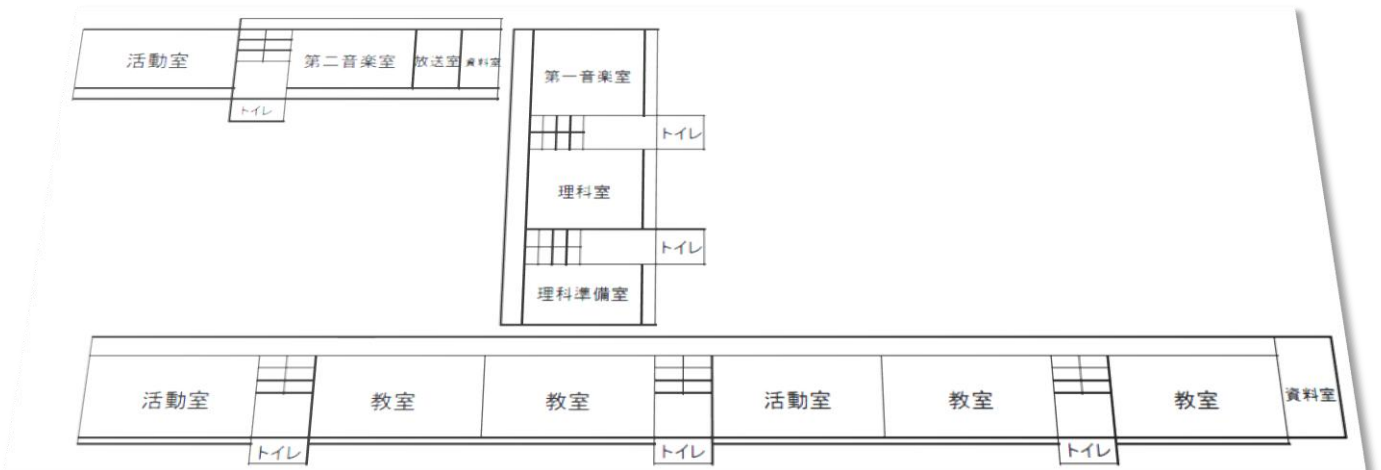 活動室
第二音楽室
放送室
資料室
トイレ
第一音楽室
トイレ
理科室
トイレ
理科準備室
活動室
教室
教室
活動室
教室
教室
資料室
トイレ
トイレ
トイレ